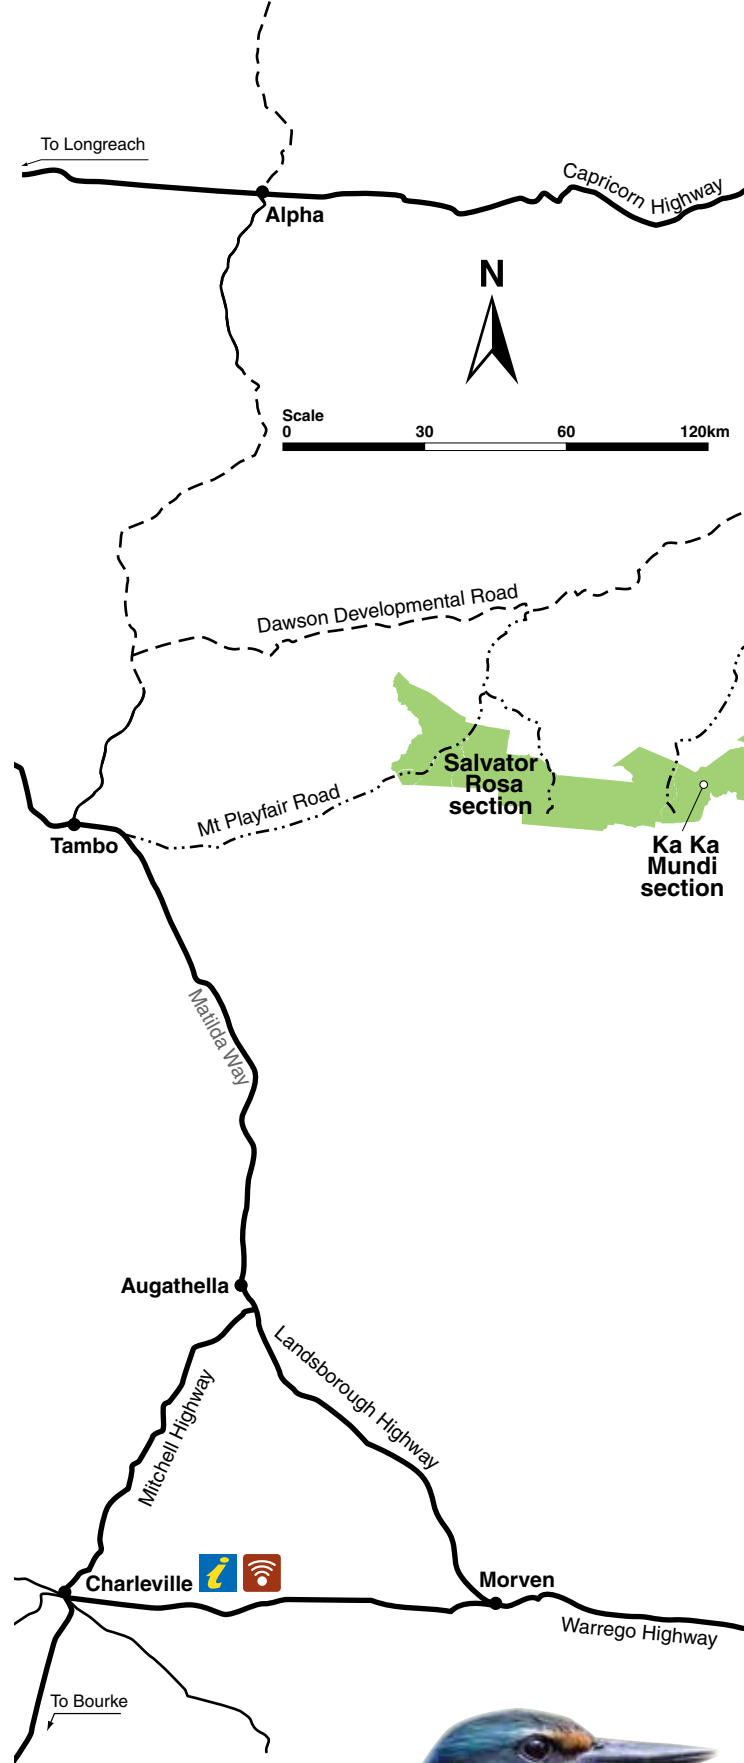 To Longreach
Capricorn Highway
Alpha
N
Scale
0 30 60 120km
Dawson Developmental Road
Salvator
Rosa
section
Mt Playfair Road
Tambo
Ka Ka
Mundi
section
Matilda Way
Augathella
Landsborough Highway
Mitchell Highway
Charleville i
Morven
Warrego Highway
To Bourke